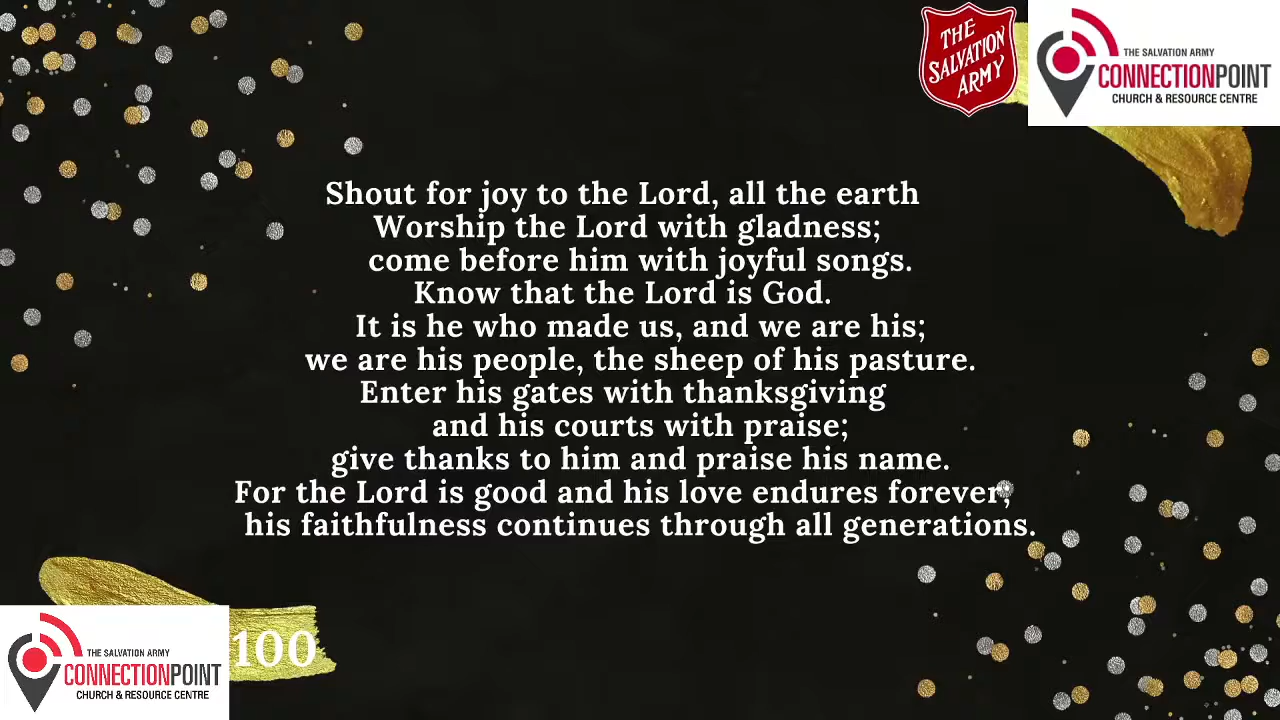 THE
SALVATION
ARMY
THE SALVATION ARMY
CONNECTIONPOINT
CHURCH & RESOURCE CENTRE
Shout for joy to the Lord, all the earth
Worship the Lord with gladness;
come before him with joyful songs.
Know that the Lord is God.
It is he who made us, and we are his;
we are his people, the sheep of his pasture.
Enter his gates with thanksgiving
and his courts with praise;
give thanks to him and praise his name.
For the Lord is good and his love endures forever;
his faithfulness continues through all generations.
100
THE SALVATION ARMY
CONNECTIONPOINT
CHURCH & RESOURCE CENTRE